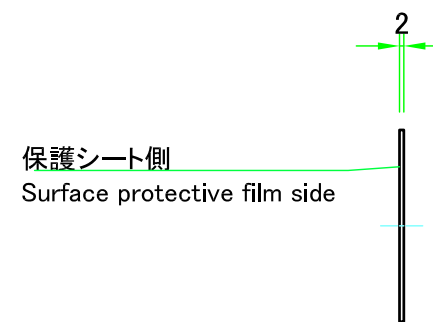 2
保護シート側
Surface protective film side